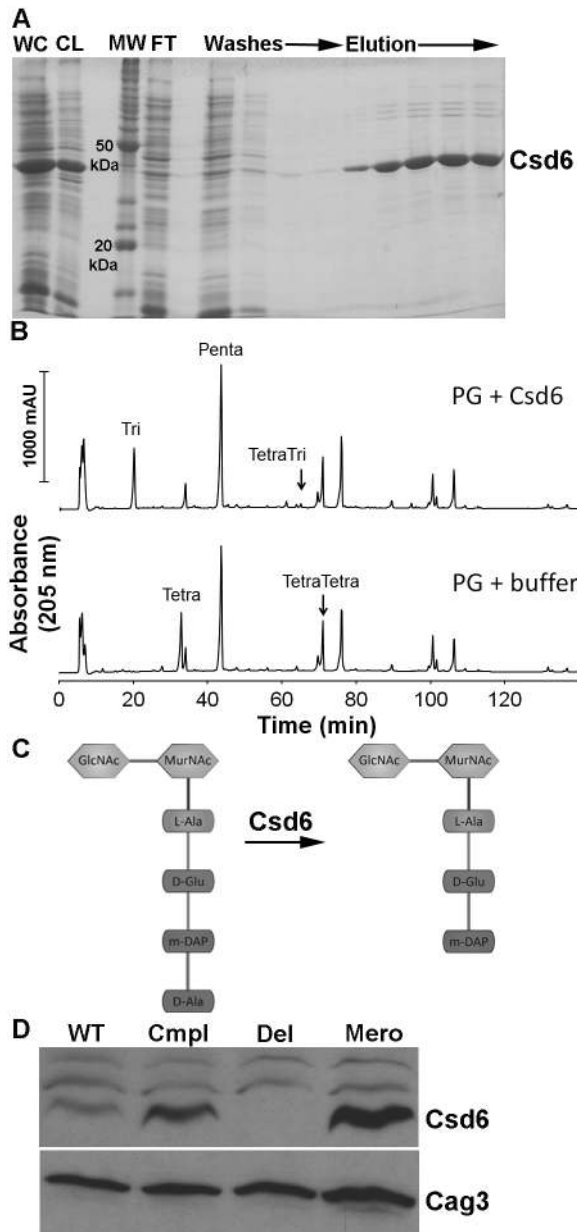 A
WC CL MW FT Washes Elution
50
kDa
Csd6
20
kDa
B
Penta
1000 mAU
Tri
PG + Csd6
TetraTri
Absorbance
(205 nm)
Tetra
TetraTetra
PG + buffer
0 20 40 60 80 100 120
Time (min)
C
GlcNAc MurNAc GlcNAc MurNAc
L-Ala Csd6 L-Ala
D-Glu D-Glu
m-DAP m-DAP
D-Ala
D WT Cmpl Del Mero
Csd6
Cag3